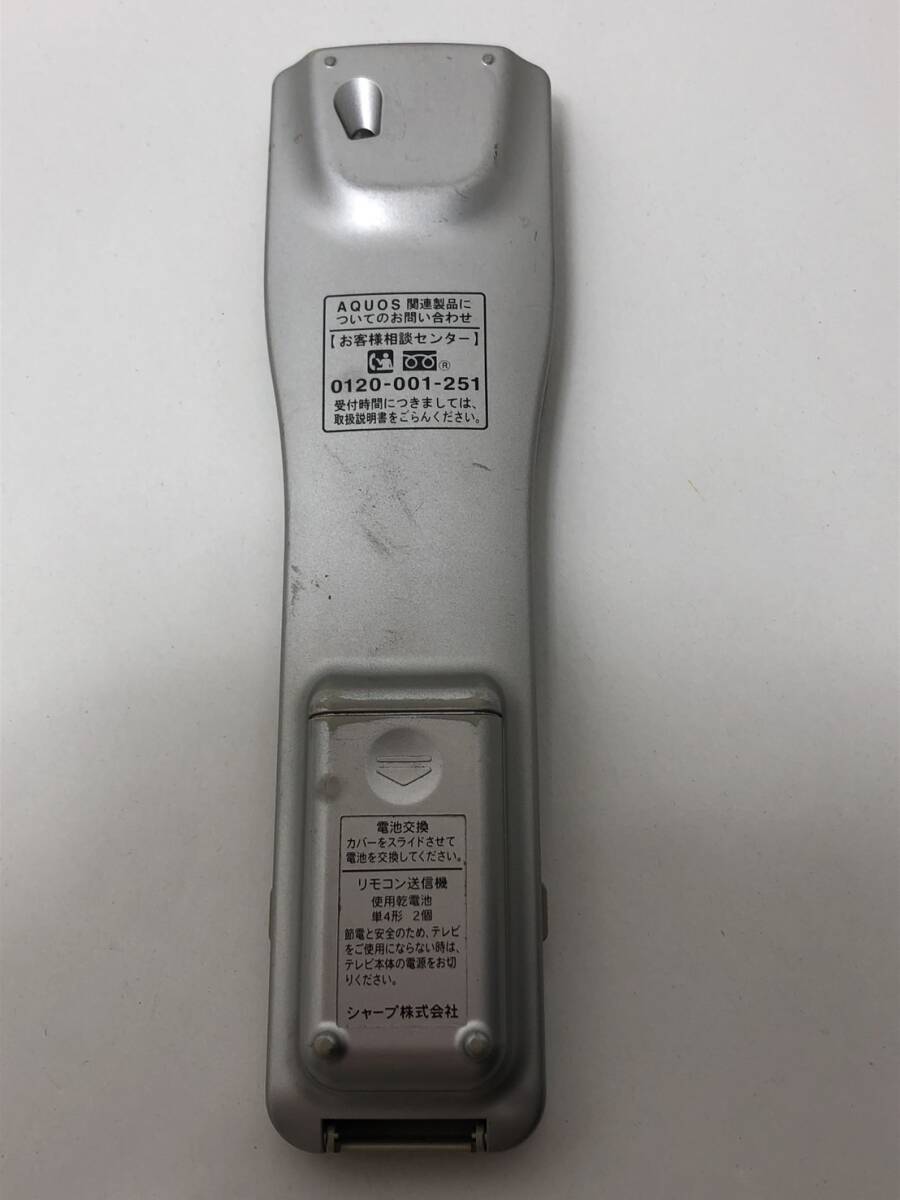 AQUOS 関連製品に
ついてのお問い合わせ
【お客様相談センター】
®
0120-001-251
受付時間につきましては、
取扱説明書をごらんください。
電池交換
カバーをスライドさせて
電池を交換してください。
リモコン送信機
使用乾電池
単4形 2個
節電と安全のため、テレビ
をご使用にならない時は、
テレビ本体の電源をお切
りください。
シャープ株式会社